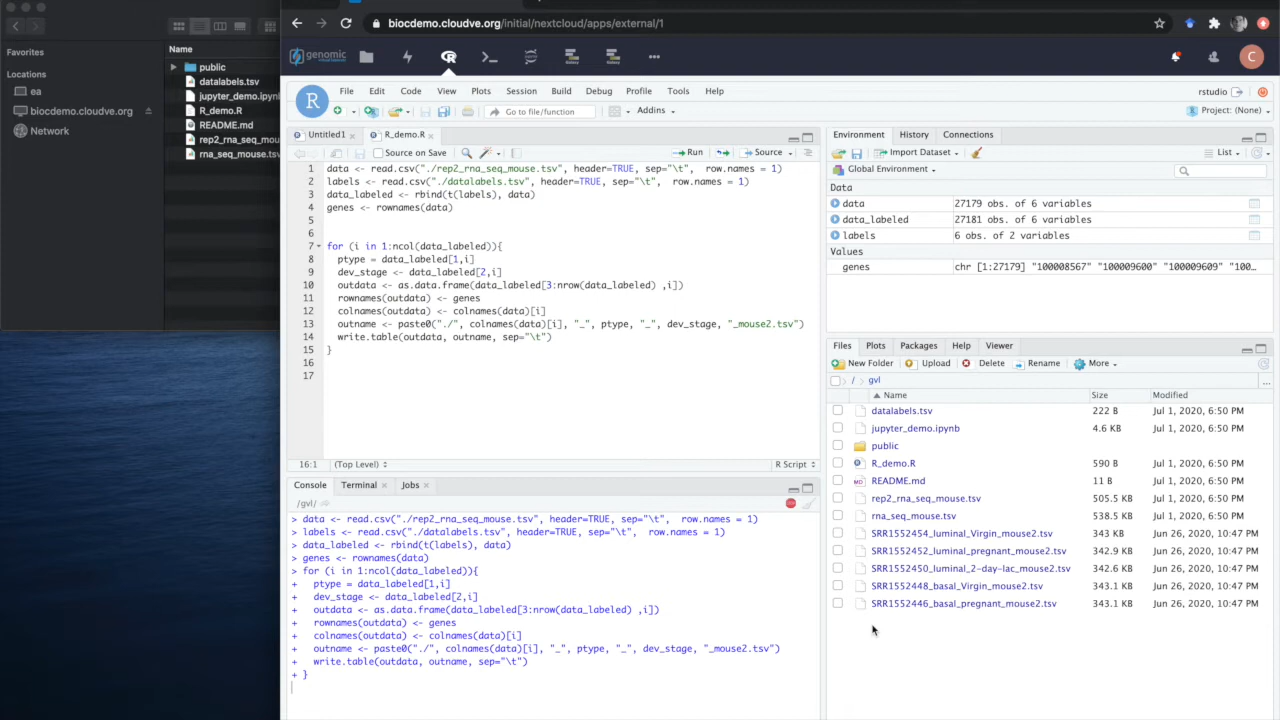 biocdemo.cloudve.org/initial/nextcloud/apps/external/1
Favorites
Locations
ea
biocdemo.cloudve.org
Network
Name
public
datalabels.tsv
jupyter_demo.ipynl
R_demo.R
README.md
rep2_rna_seq_mou
rna_seq_mouse.tsv
genomic
C
R
File Edit Code View Plots Session Build Debug Profile Tools Help
rstudio
Go to file/function
Addins
Project: (None)
Untitled1
R_demo.R
Source on Save
Run
Source
1 data <- read.csv("./rep2_rna_seq_mouse.tsv", header=TRUE, sep="\t",  row.names = 1)
2 labels <- read.csv("./datalabels.tsv", header=TRUE, sep="\t",  row.names = 1)
3 data_labeled <- rbind(t(labels), data)
4 genes <- rownames(data)
5
6
7 for (i in 1:ncol(data_labeled)){
8 ptype = data_labeled[1,i]
9 dev_stage <- data_labeled[2,i]
10 outdata <- as.data.frame(data_labeled[3:nrow(data_labeled) ,i])
11 rownames(outdata) <- genes
12 colnames(outdata) <- colnames(data)[i]
13 outname <- paste0("./", colnames(data)[i], "_", ptype, "_", dev_stage, "_mouse2.tsv")
14 write.table(outdata, outname, sep="\t")
15 }
16
17
16:1 (Top Level) R Script
Console Terminal Jobs
/gvl/
> data <- read.csv("./rep2_rna_seq_mouse.tsv", header=TRUE, sep="\t",  row.names = 1)
> labels <- read.csv("./datalabels.tsv", header=TRUE, sep="\t",  row.names = 1)
> data_labeled <- rbind(t(labels), data)
> genes <- rownames(data)
> for (i in 1:ncol(data_labeled)){
+ ptype = data_labeled[1,i]
+ dev_stage <- data_labeled[2,i]
+ outdata <- as.data.frame(data_labeled[3:nrow(data_labeled) ,i])
+ rownames(outdata) <- genes
+ colnames(outdata) <- colnames(data)[i]
+ outname <- paste0("./", colnames(data)[i], "_", ptype, "_", dev_stage, "_mouse2.tsv")
+ write.table(outdata, outname, sep="\t")
+ }
Environment History Connections
Import Dataset
List
Global Environment
Data
data 27179 obs. of 6 variables
data_labeled 27181 obs. of 6 variables
labels 6 obs. of 2 variables
Values
genes chr [1:27179] "100008567" "100009600" "100009609" "100…
Files Plots Packages Help Viewer
New Folder Upload Delete Rename More
/ gvl ...
Name Size Modified
datalabels.tsv 222 B Jul 1, 2020, 6:50 PM
jupyter_demo.ipynb 4.6 KB Jul 1, 2020, 6:50 PM
public
R_demo.R 590 B Jul 1, 2020, 6:50 PM
README.md 11 B Jul 1, 2020, 6:50 PM
rep2_rna_seq_mouse.tsv 505.5 KB Jul 1, 2020, 6:50 PM
rna_seq_mouse.tsv 538.5 KB Jul 1, 2020, 6:50 PM
SRR1552454_luminal_Virgin_mouse2.tsv 343 KB Jun 26, 2020, 10:47 PM
SRR1552452_luminal_pregnant_mouse2.tsv 342.9 KB Jun 26, 2020, 10:47 PM
SRR1552450_luminal_2-day-lac_mouse2.tsv 342.6 KB Jun 26, 2020, 10:47 PM
SRR1552448_basal_Virgin_mouse2.tsv 343.1 KB Jun 26, 2020, 10:47 PM
SRR1552446_basal_pregnant_mouse2.tsv 343.1 KB Jun 26, 2020, 10:47 PM